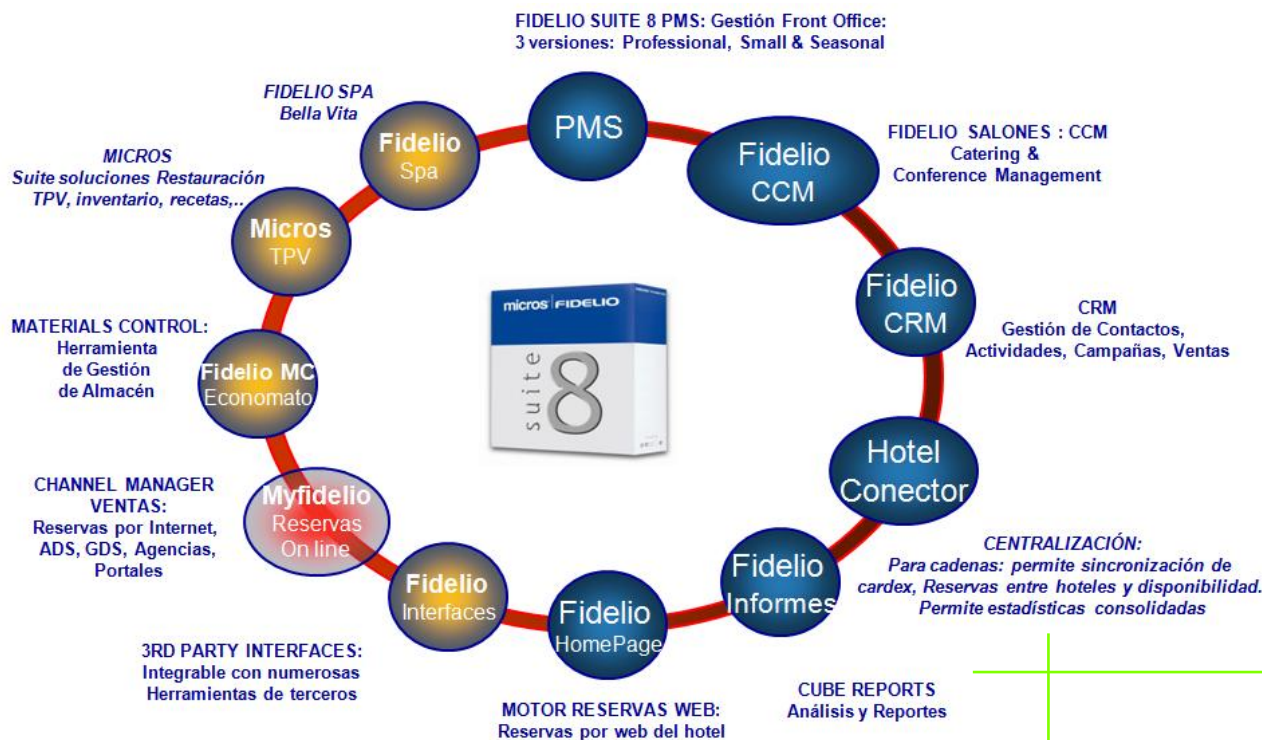 FIDELIO SUITE 8 PMS: Gestión Front Office:
3 versiones: Professional, Small & Seasonal
FIDELIO SPA
Bella Vita
PMS
Fidelio
Spa
Fidelio
CCM
FIDELIO SALONES : CCM
Catering &
Conference Management
MICROS
Suite soluciones Restauración
TPV, inventario, recetas,..
Micros
TPV
Fidelio
CRM
CRM
Gestión de Contactos,
Actividades, Campañas, Ventas
micros FIDELIO
suite
8
MATERIALS CONTROL:
Herramienta
de Gestión
de Almacén
Fidelio MC
Economato
Hotel
Conector
CHANNEL MANAGER
VENTAS:
Reservas por Internet,
ADS, GDS, Agencias,
Portales
Myfidelio
Reservas
On line
CENTRALIZACIÓN:
Para cadenas: permite sincronización de
cardex, Reservas entre hoteles y disponibilidad.
Permite estadísticas consolidadas
Fidelio
Interfaces
Fidelio
HomePage
Fidelio
Informes
3RD PARTY INTERFACES:
Integrable con numerosas
Herramientas de terceros
MOTOR RESERVAS WEB:
Reservas por web del hotel
CUBE REPORTS
Análisis y Reportes